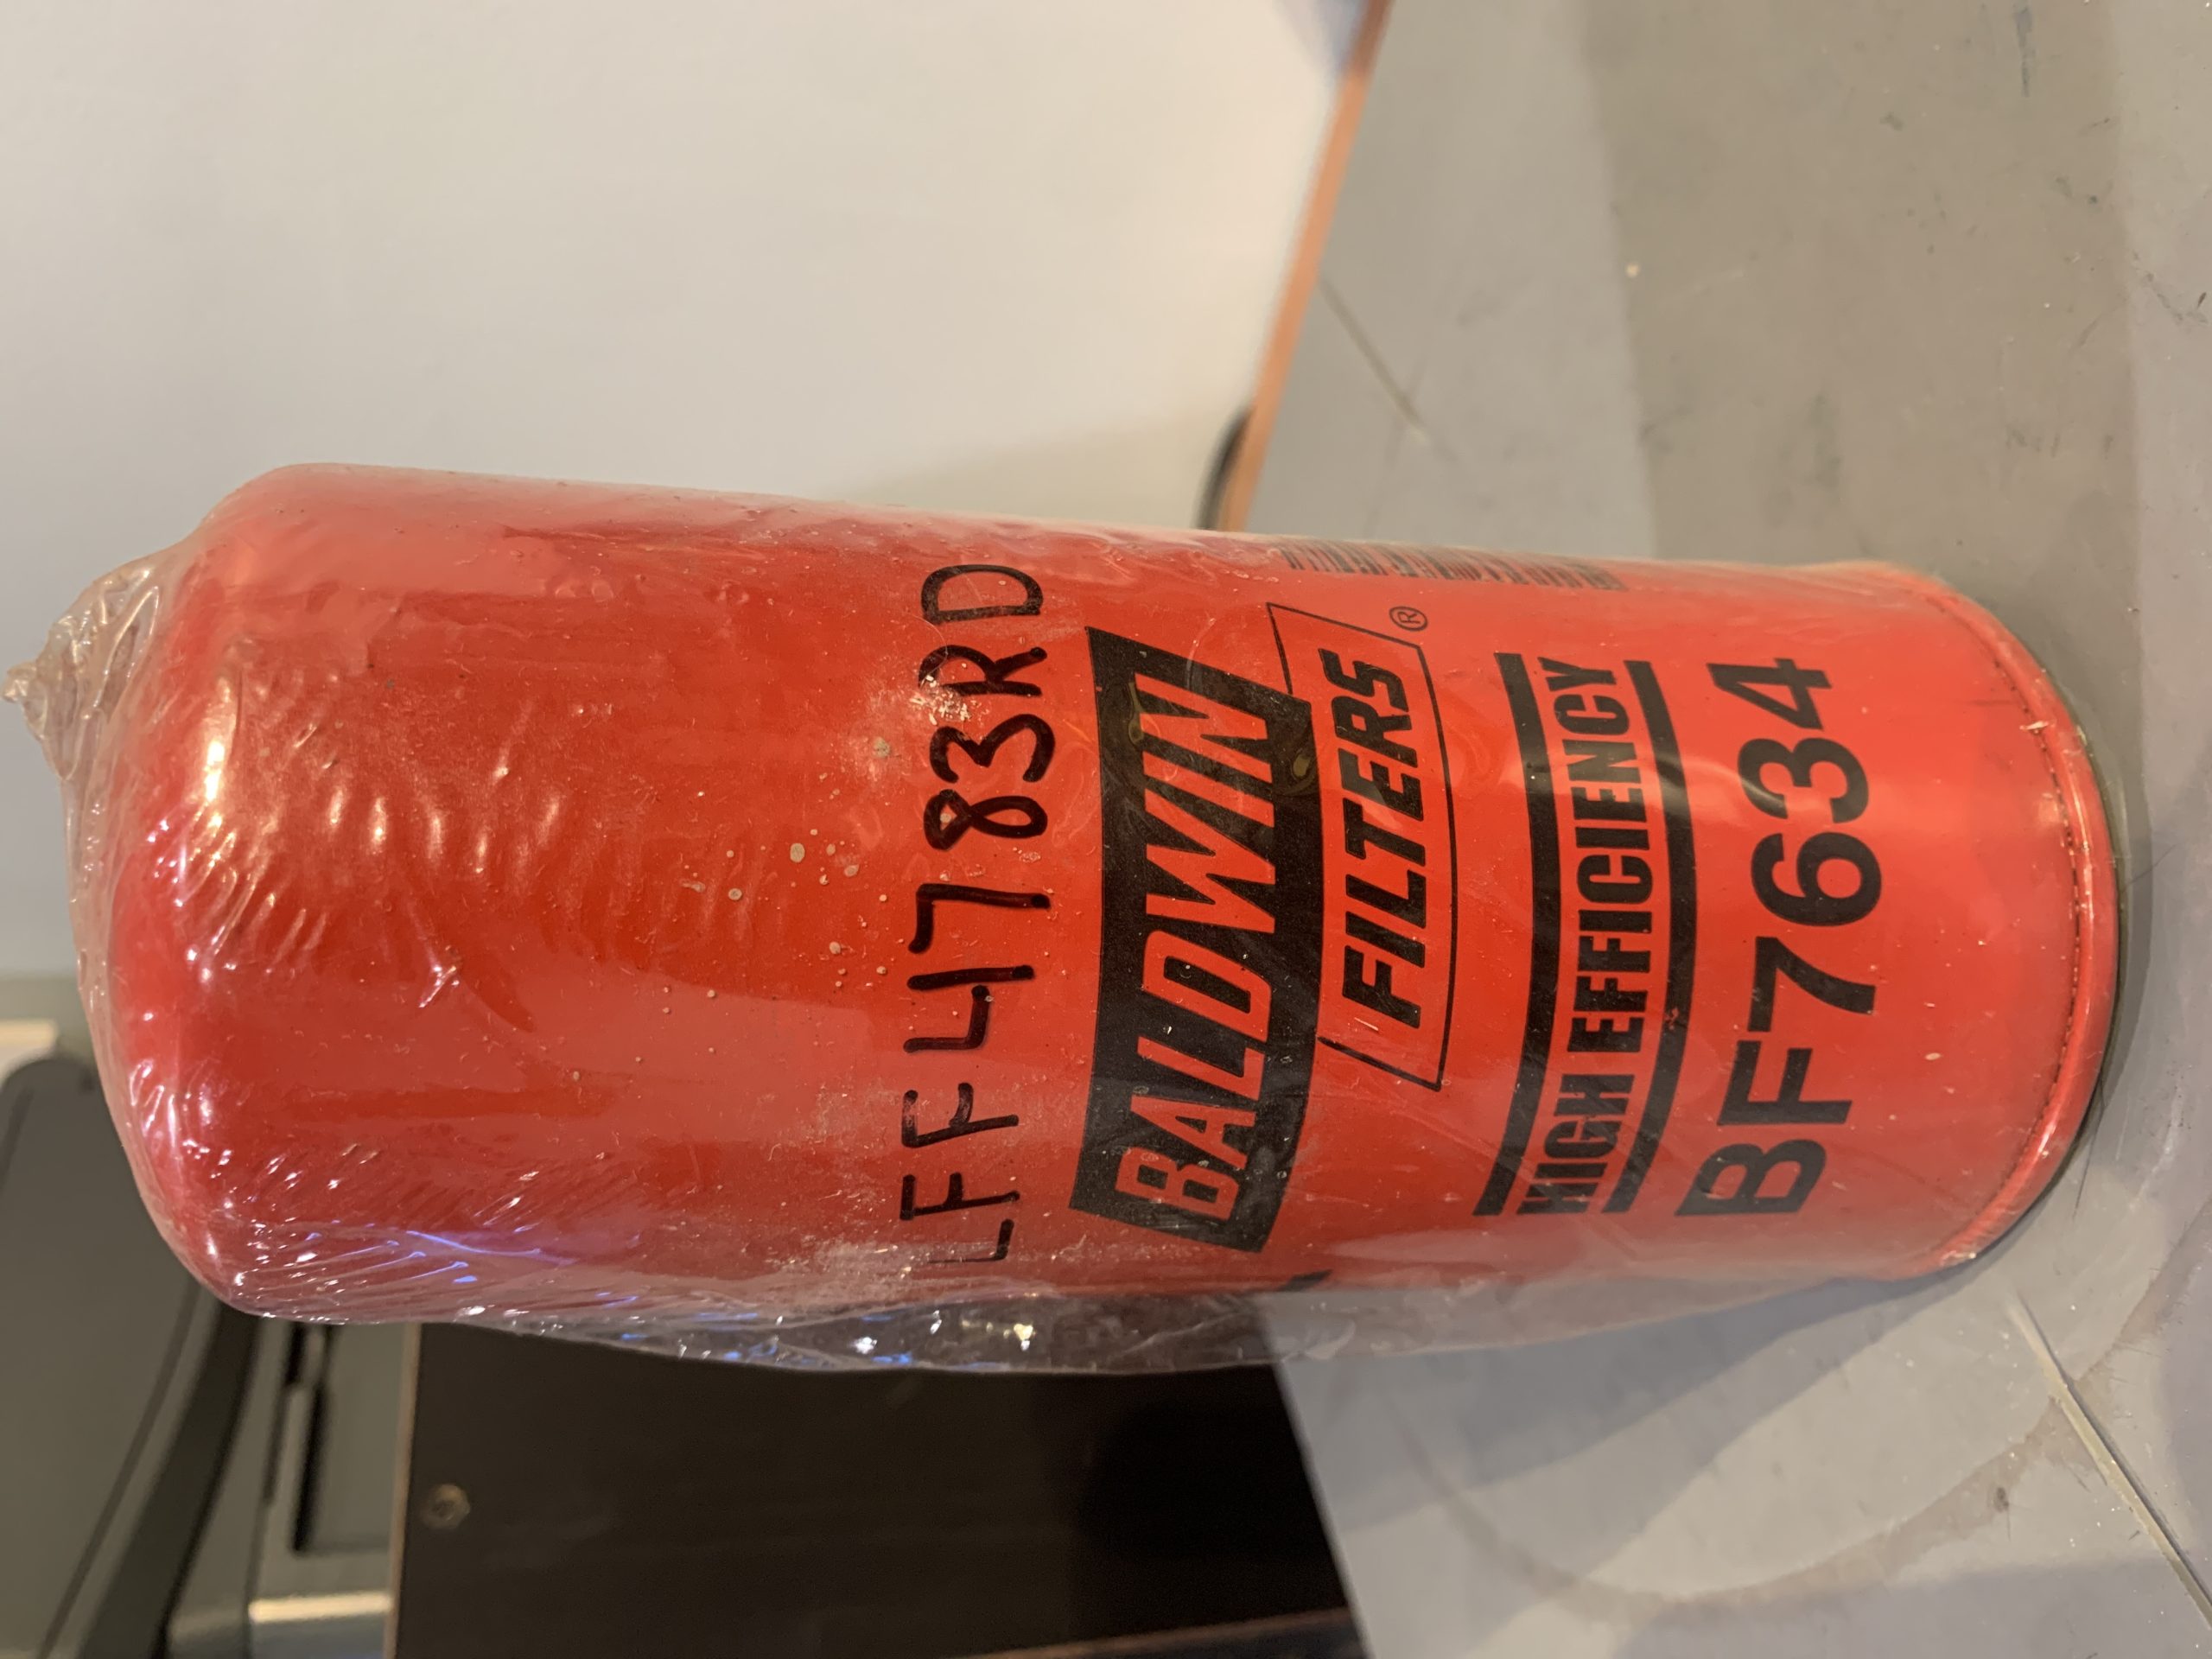 LFF4783RD
BALDWIN
FILTERS®
HIGH EFFICIENCY
BF7634